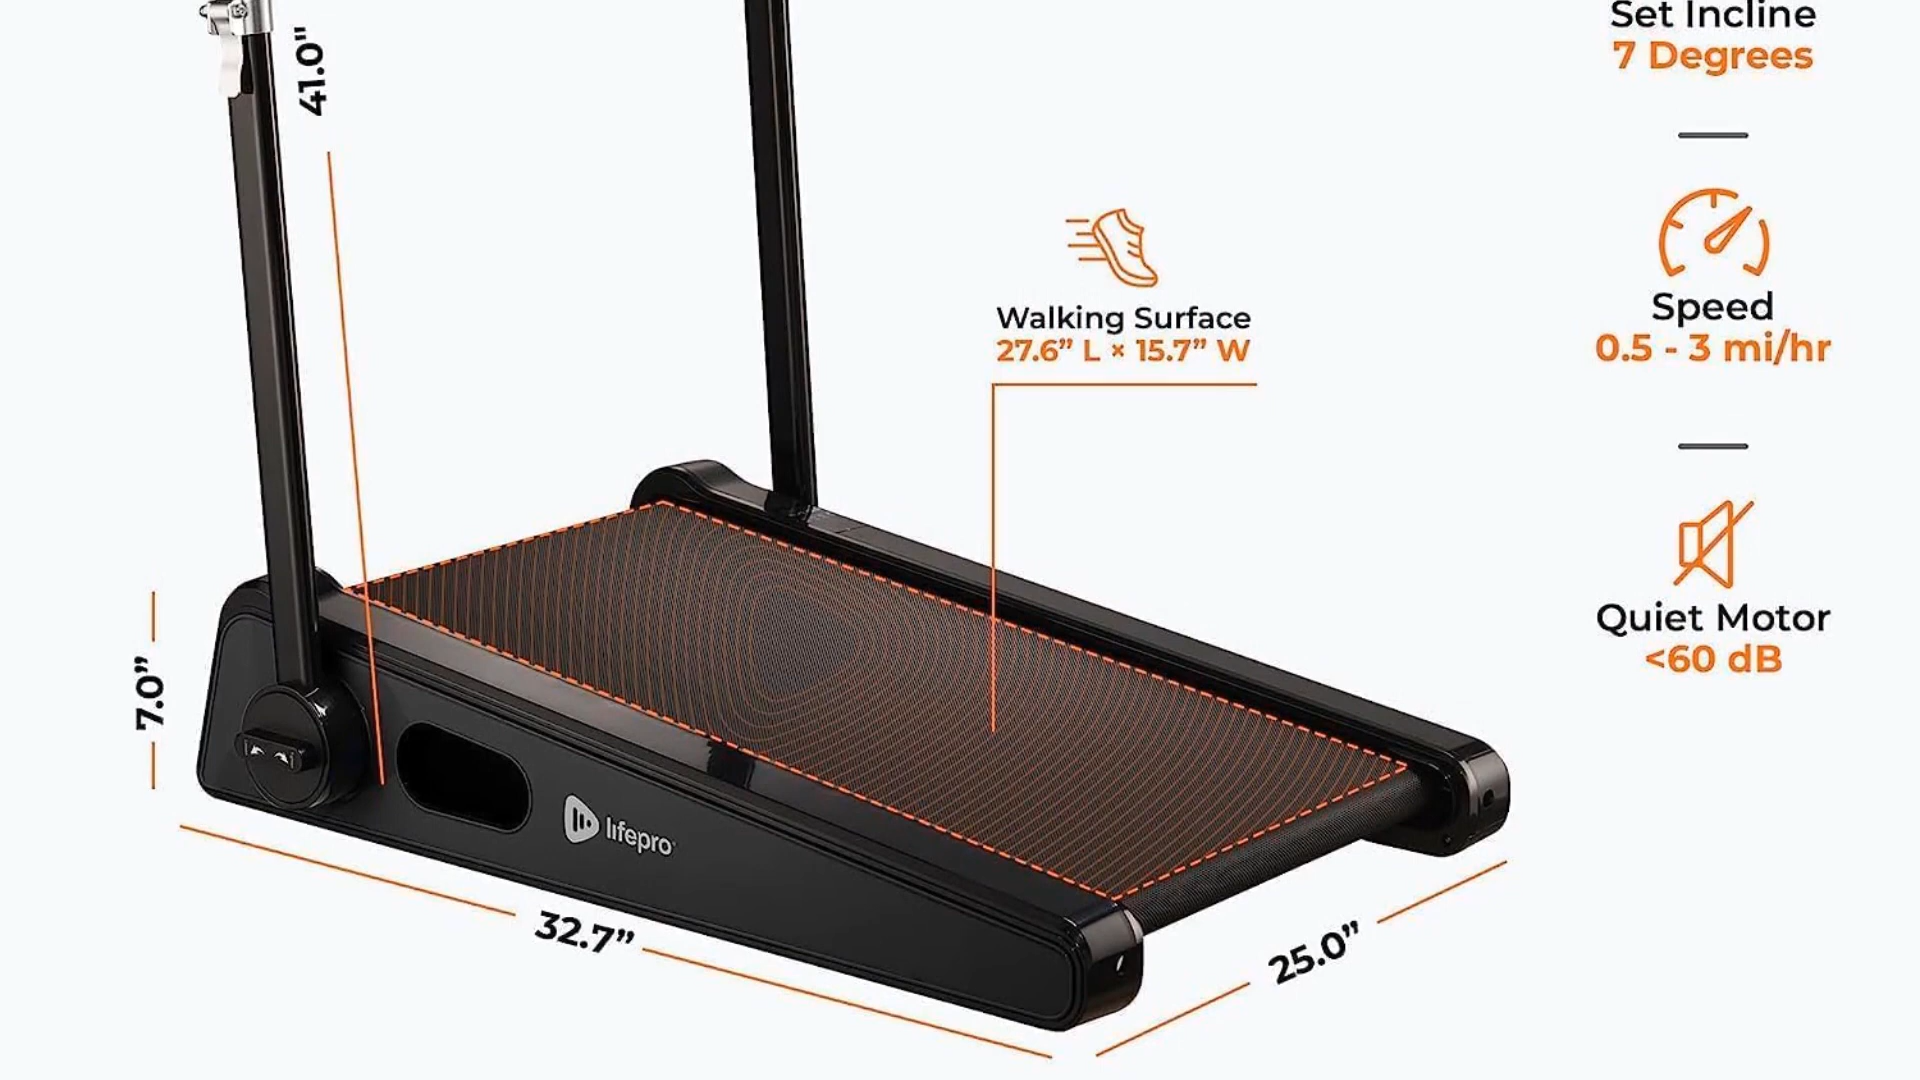 41.0"
Set Incline
7 Degrees
Walking Surface
27.6” L × 15.7” W
Speed
0.5 - 3 mi/hr
Quiet Motor
<60 dB
7.0”
lifepro
32.7”
25.0”